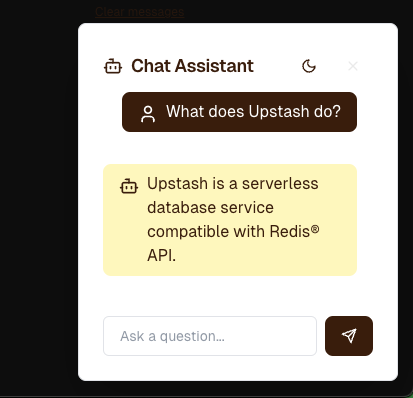 Clear messages
Chat Assistant
What does Upstash do?
Upstash is a serverless
database service
compatible with Redis®
API.
Ask a question...